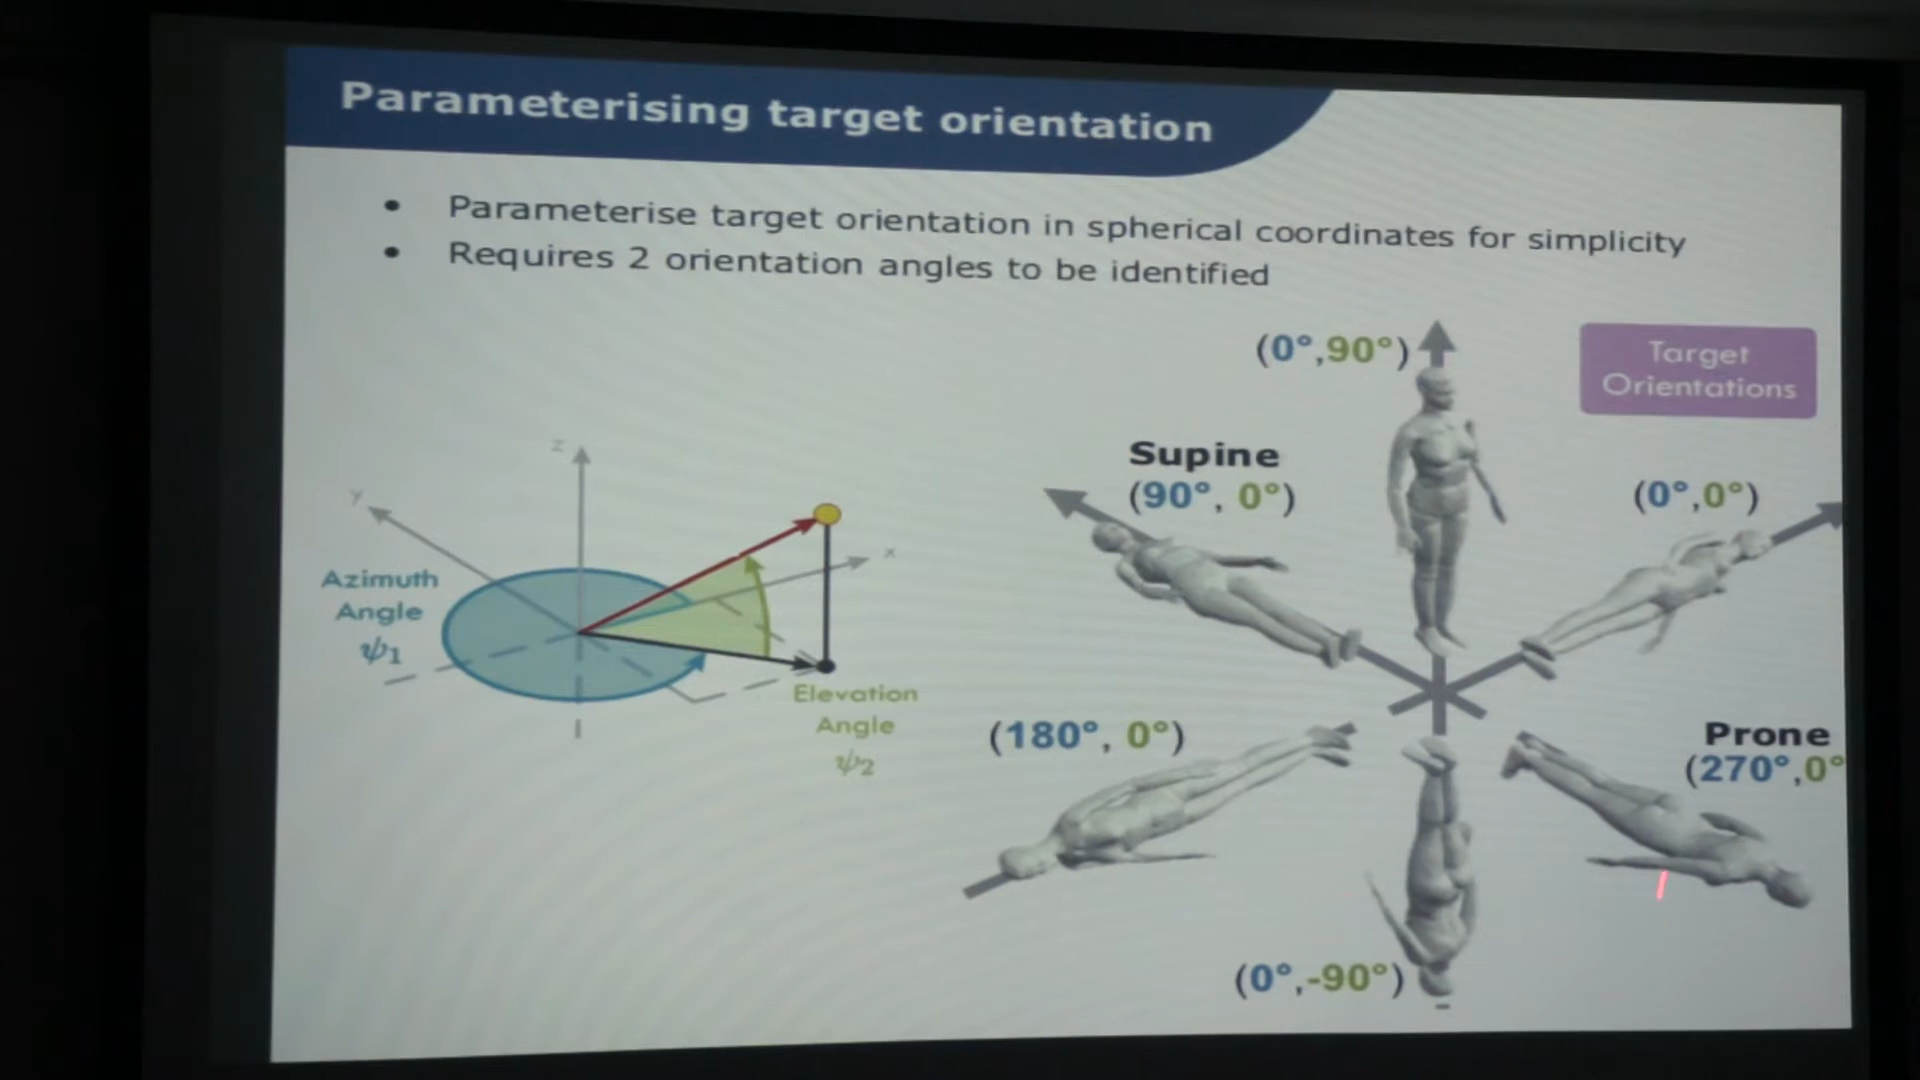 Parameterising target orientation
• Parameterise target orientation in spherical coordinates for simplicity
• Requires 2 orientation angles to be identified
(0°,90°)
Target
Orientations
Supine
(90°, 0°)
(0°,0°)
z
y
x
Azimuth
Angle
ψ1
Elevation
Angle
ψ2
(180°, 0°)
Prone
(270°,0°
(0°,-90°)